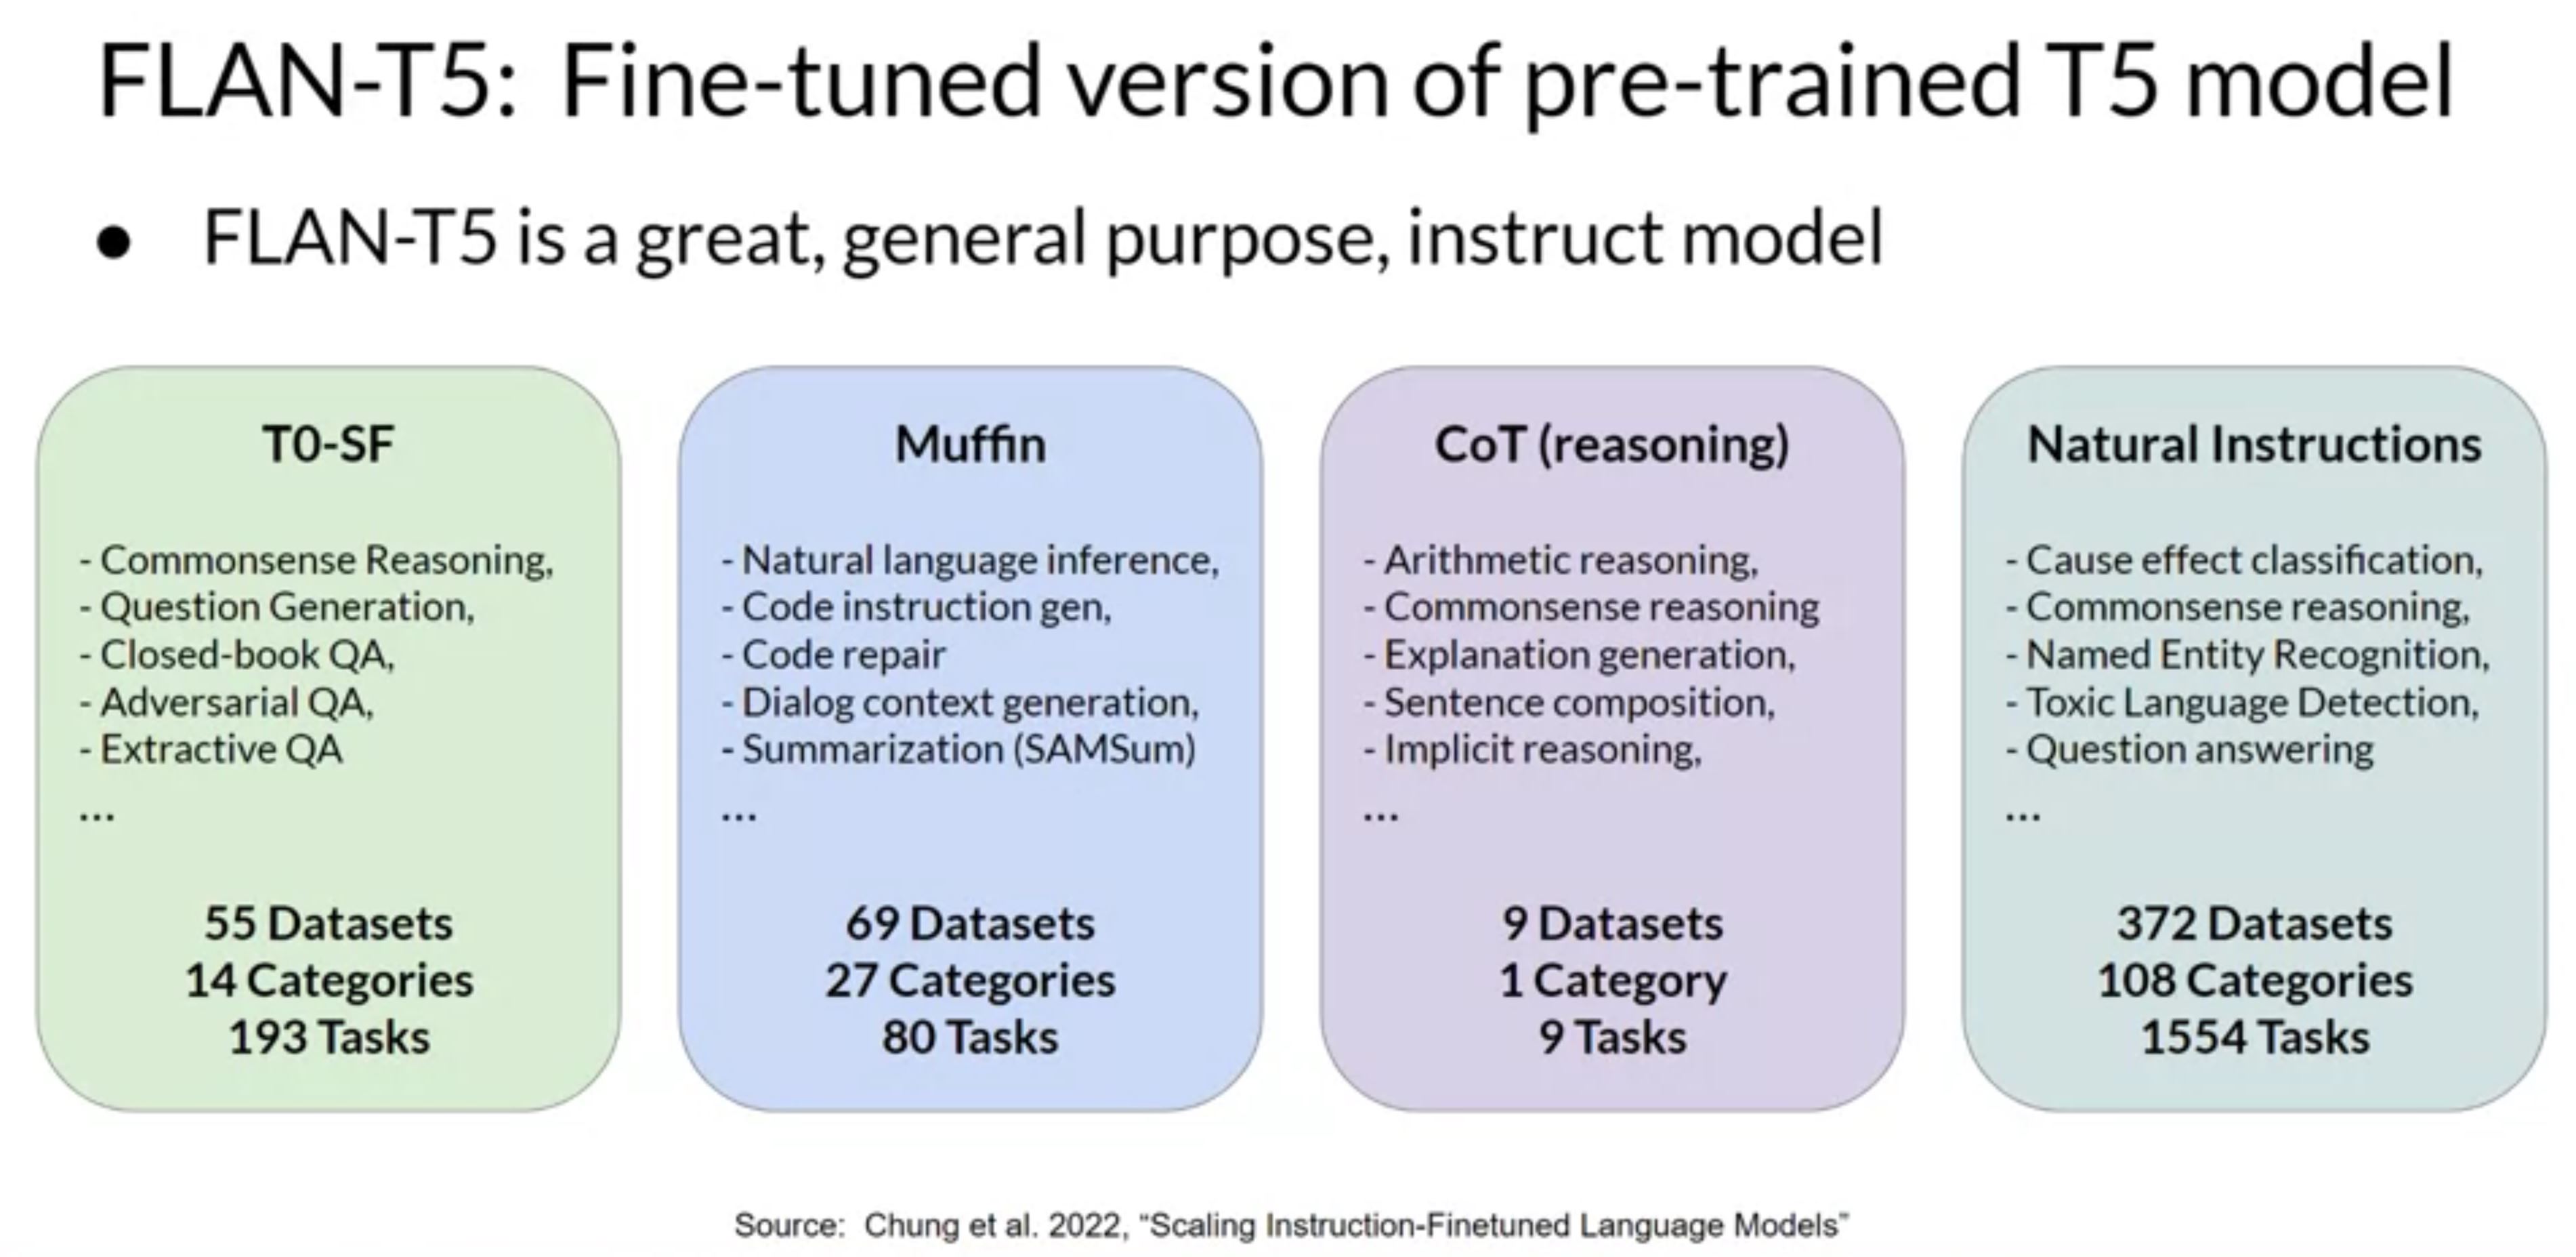 FLAN-T5: Fine-tuned version of pre-trained T5 model
● FLAN-T5 is a great, general purpose, instruct model
T0-SF
- Commonsense Reasoning,
- Question Generation,
- Closed-book QA,
- Adversarial QA,
- Extractive QA
...
55 Datasets
14 Categories
193 Tasks
Muffin
- Natural language inference,
- Code instruction gen,
- Code repair
- Dialog context generation,
- Summarization (SAMSum)
...
69 Datasets
27 Categories
80 Tasks
CoT (reasoning)
- Arithmetic reasoning,
- Commonsense reasoning
- Explanation generation,
- Sentence composition,
- Implicit reasoning,
...
9 Datasets
1 Category
9 Tasks
Natural Instructions
- Cause effect classification,
- Commonsense reasoning,
- Named Entity Recognition,
- Toxic Language Detection,
- Question answering
...
372 Datasets
108 Categories
1554 Tasks
Source: Chung et al. 2022, “Scaling Instruction-Finetuned Language Models”